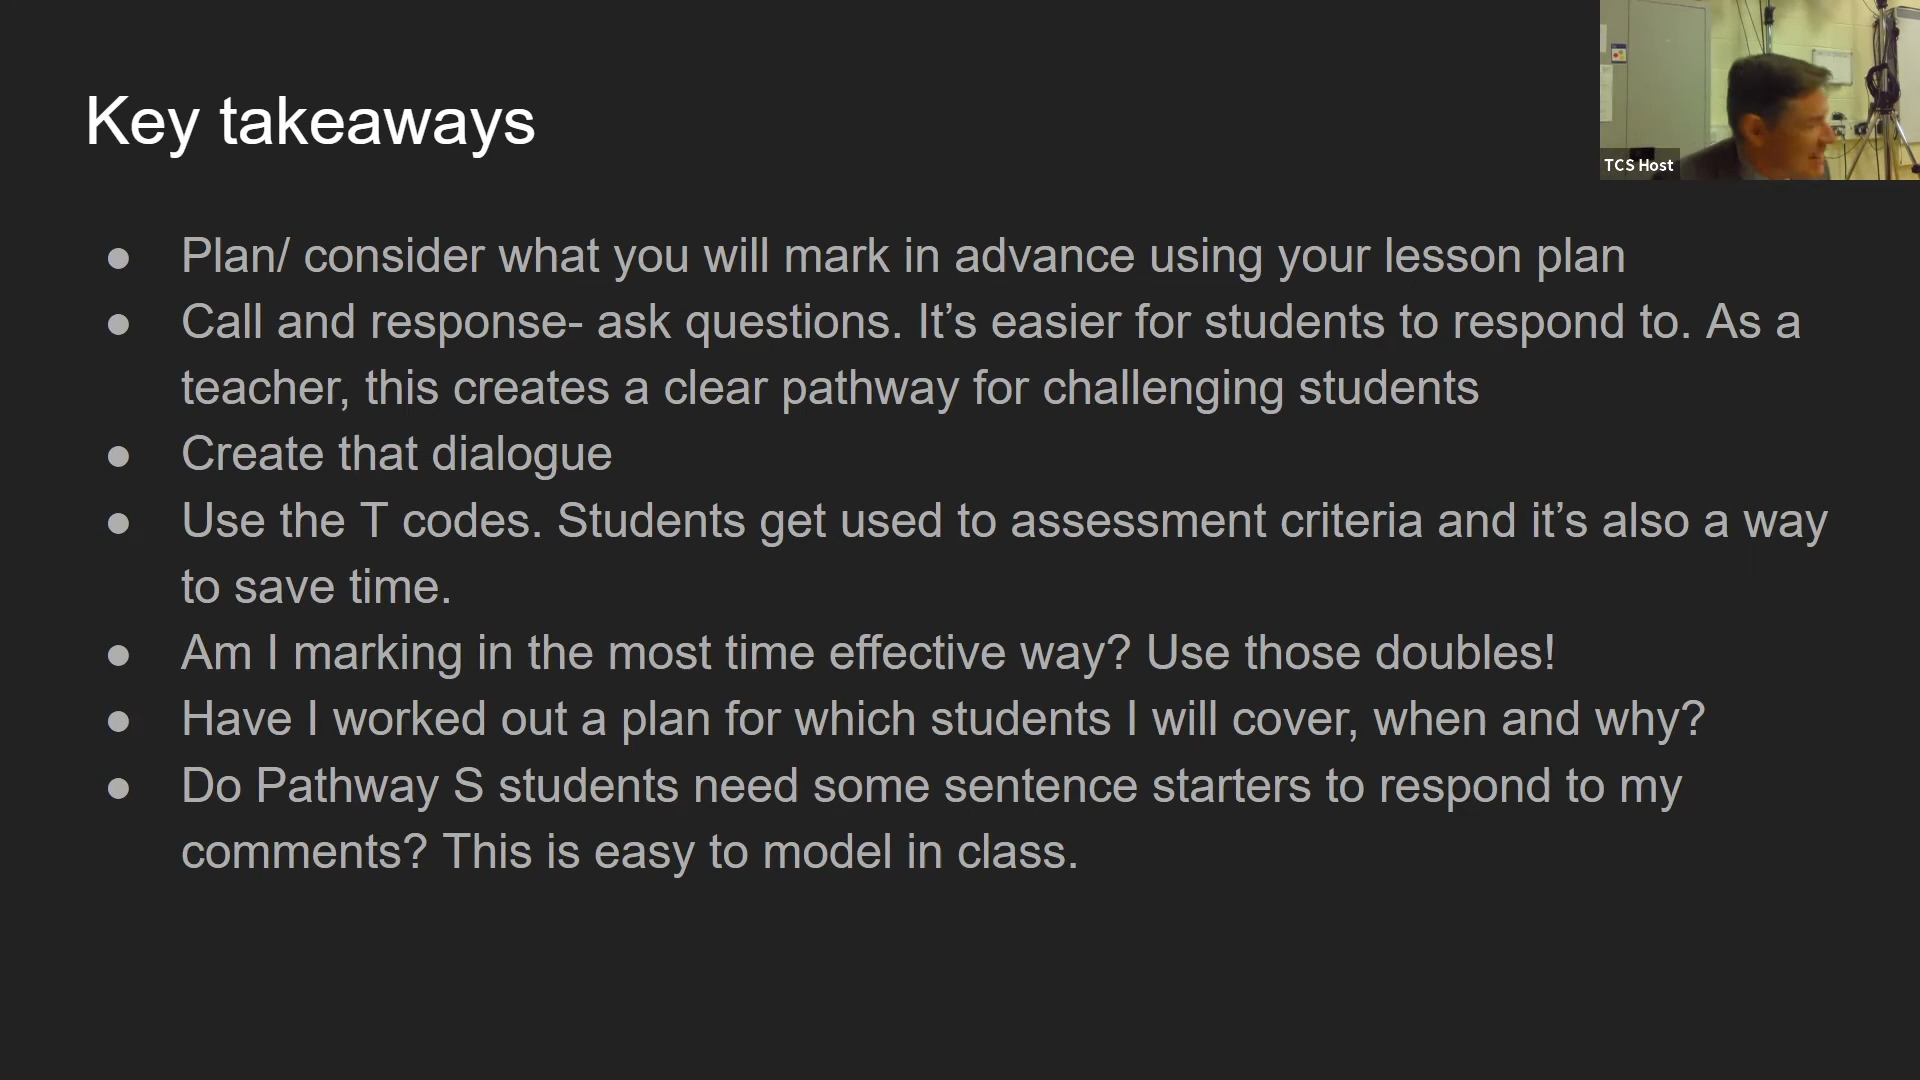 Key takeaways
TCS Host
● Plan/ consider what you will mark in advance using your lesson plan
● Call and response- ask questions. It’s easier for students to respond to. As a
teacher, this creates a clear pathway for challenging students
● Create that dialogue
● Use the T codes. Students get used to assessment criteria and it’s also a way
to save time.
● Am I marking in the most time effective way? Use those doubles!
● Have I worked out a plan for which students I will cover, when and why?
● Do Pathway S students need some sentence starters to respond to my
comments? This is easy to model in class.